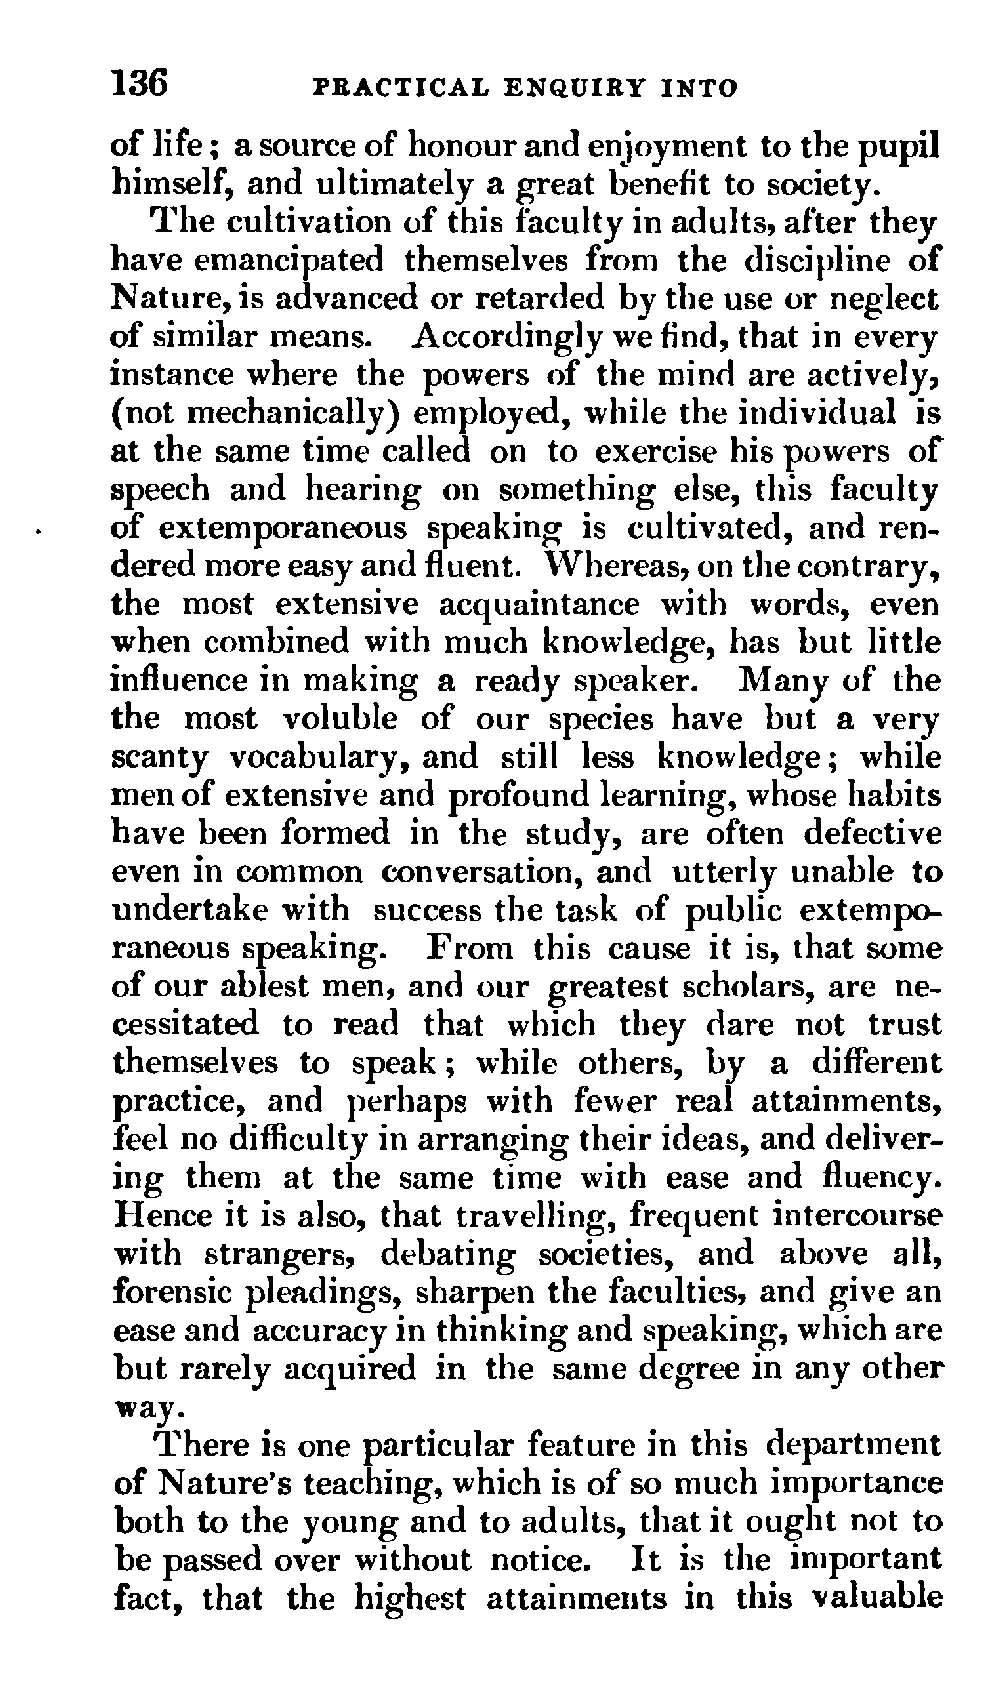 136 PRACTICAL ENQUIRY INTO
of life; a source of honour and enjoyment to the pupil
himself, and ultimately a great benefit to society.
The cultivation of this faculty in adults, after they
have emancipated themselves from the discipline of
Nature, is advanced or retarded by the use or neglect
of similar means. Accordingly we find, that in every
instance where the powers of the mind are actively,
(not mechanically) employed, while the individual is
at the same time called on to exercise his powers of
speech and hearing on something else, this faculty
of extemporaneous speaking is cultivated, and ren-
dered more easy and fluent. Whereas, on the contrary,
the most extensive acquaintance with words, even
when combined with much knowledge, has but little
influence in making a ready speaker. Many of the
the most voluble of our species have but a very
scanty vocabulary, and still less knowledge; while
men of extensive and profound learning, whose habits
have been formed in the study, are often defective
even in common conversation, and utterly unable to
undertake with success the task of public extempo-
raneous speaking. From this cause it is, that some
of our ablest men, and our greatest scholars, are ne-
cessitated to read that which they dare not trust
themselves to speak; while others, by a different
practice, and perhaps with fewer real attainments,
feel no difficulty in arranging their ideas, and deliver-
ing them at the same time with ease and fluency.
Hence it is also, that travelling, frequent intercourse
with strangers, debating societies, and above all,
forensic pleadings, sharpen the faculties, and give an
ease and accuracy in thinking and speaking, which are
but rarely acquired in the same degree in any other
way.
There is one particular feature in this department
of Nature's teaching, which is of so much importance
both to the young and to adults, that it ought not to
be passed over without notice. It is the important
fact, that the highest attainments in this valuable